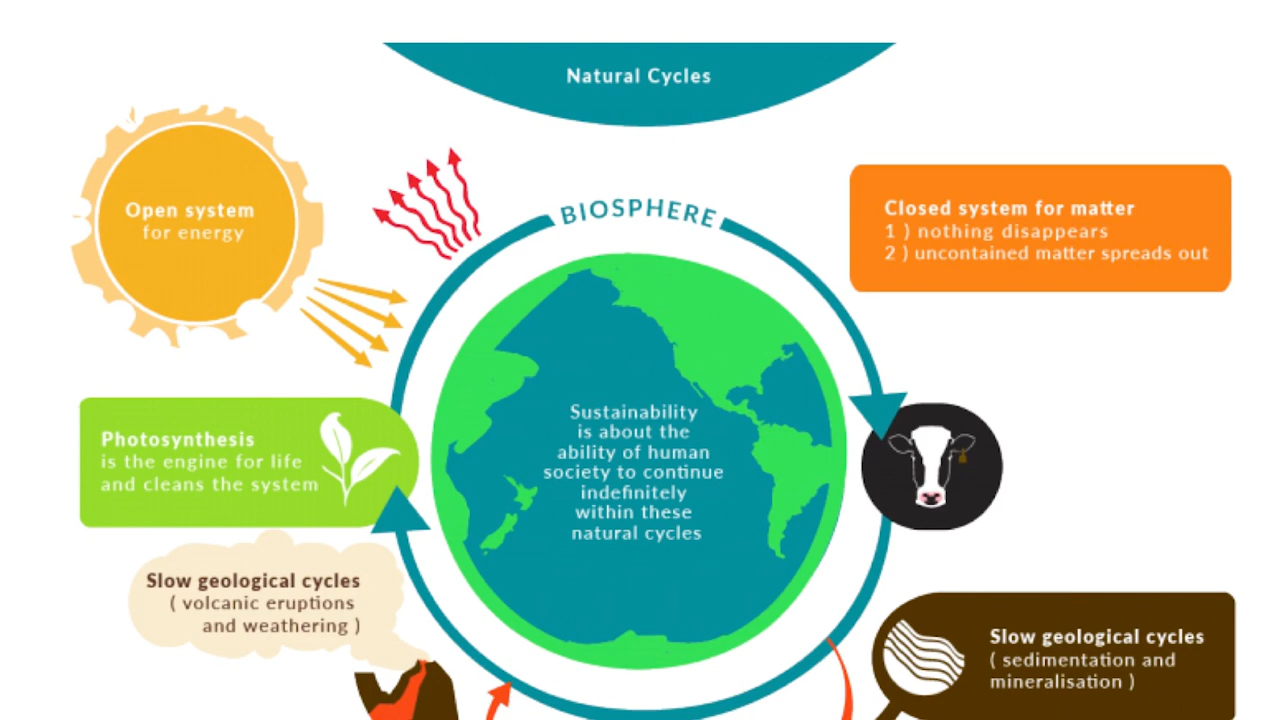 Natural Cycles
Open system
for energy
BIOSPHERE
Closed system for matter
1 ) nothing disappears
2 ) uncontained matter spreads out
Photosynthesis
is the engine for life
and cleans the system
Sustainability
is about the
ability of human
society to continue
indefinitely
within these
natural cycles
Slow geological cycles
( volcanic eruptions
and weathering )
Slow geological cycles
( sedimentation and
mineralisation )